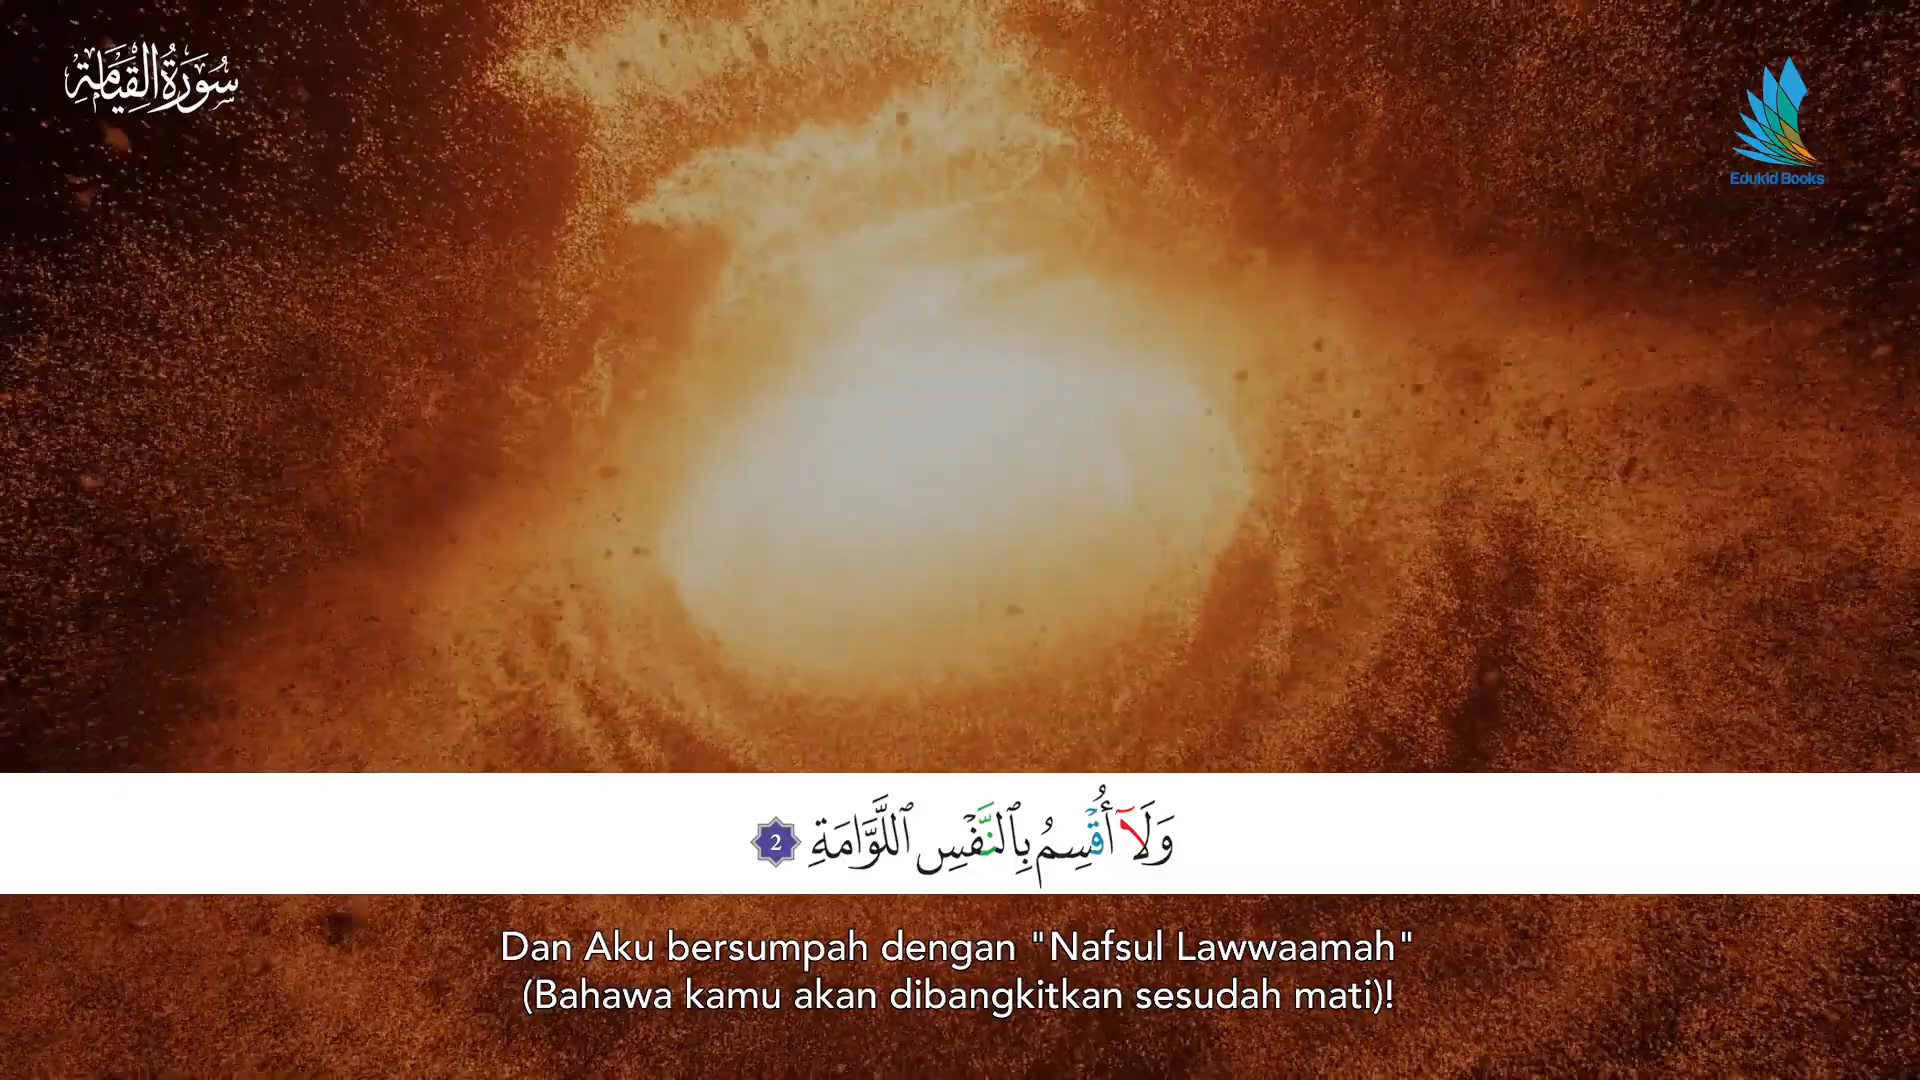 سُورَةُ القِيَامَةِ
Edukid Books
وَلَآ أُقْسِمُ بِٱلنَّفْسِ ٱللَّوَّامَةِ 2
Dan Aku bersumpah dengan "Nafsul Lawwaamah"
(Bahawa kamu akan dibangkitkan sesudah mati)!